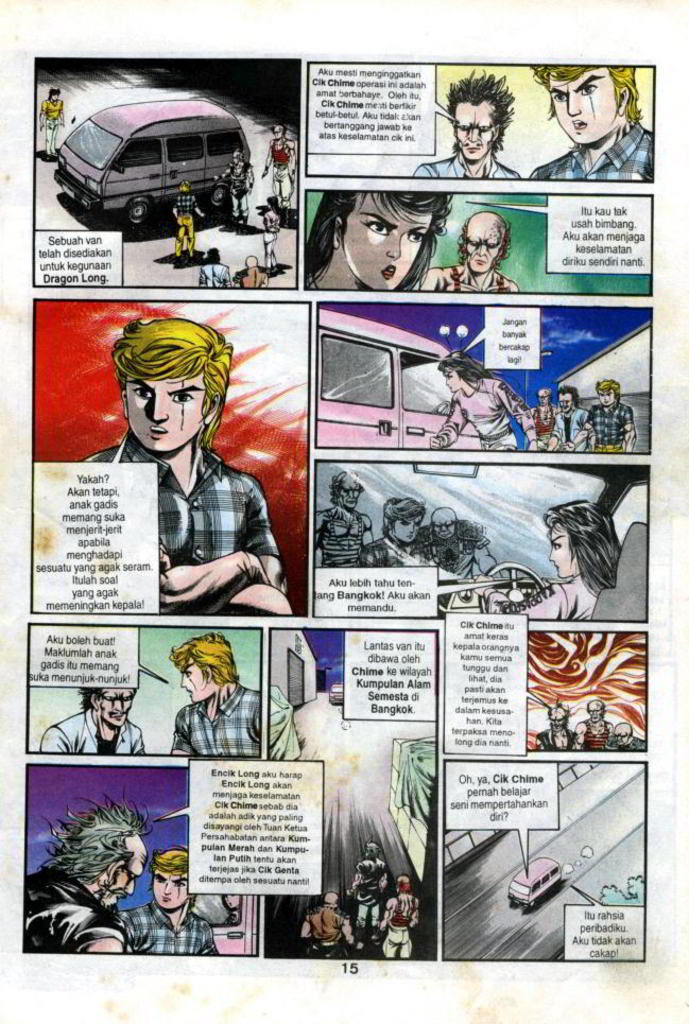 Sebuah van
telah disediakan
untuk kegunaan
Dragon Long.
Aku mesti menginggatkan
Cik Chime operasi ini adalah
amat berbahaye. Oleh itu,
Cik Chime mesti berfikir
betul-betul. Aku tidak akan
bertanggang jawab ke
atas keselamatan cik ini.
Itu kau tak
usah bimbang.
Akan aku menjaga
keselamatan
diriku sendiri nanti.
Yakah?
Akan tetapi,
anak gadis
memang suka
menjerit-jerit
apabila
menghadapi
sesuatu yang agak seram.
Itulah soal
yang agak
memeningkan kepala!
Jangan
banyak
bercakap
lagi!
Aku lebih tahu ten-
tang Bangkok! Aku akan
memandu.
Aku boleh buat!
Maklumlah anak
gadis itu memang
suka menunjuk-nunjuk!
Lantas van itu
dibawa oleh
Chime ke wilayah
Kumpulan Alam
Semesta di
Bangkok.
Cik Chime itu
amat keras
kepala orangnya
kamu semua
tunggu dan
lihat, dia
pasti akan
terjemus ke
dalam kesusa-
han. Kita
terpaksa meno-
long dia nanti.
Encik Long aku harap
Encik Long akan
menjaga keselamatan
Cik Chime sebab dia
adalah adik yang paling
disayangi oleh Tuan Ketua
Persahabatan antara Kum-
pulan Merah dan Kumpu-
lan Putih tentu akan
terjejas jika Cik Genta
ditempa oleh sesuatu nanti!
Oh, ya, Cik Chime
pernah belajar
seni mempertahankan
diri?
Itu rahsia
peribadiku.
Aku tidak akan
cakap!
15